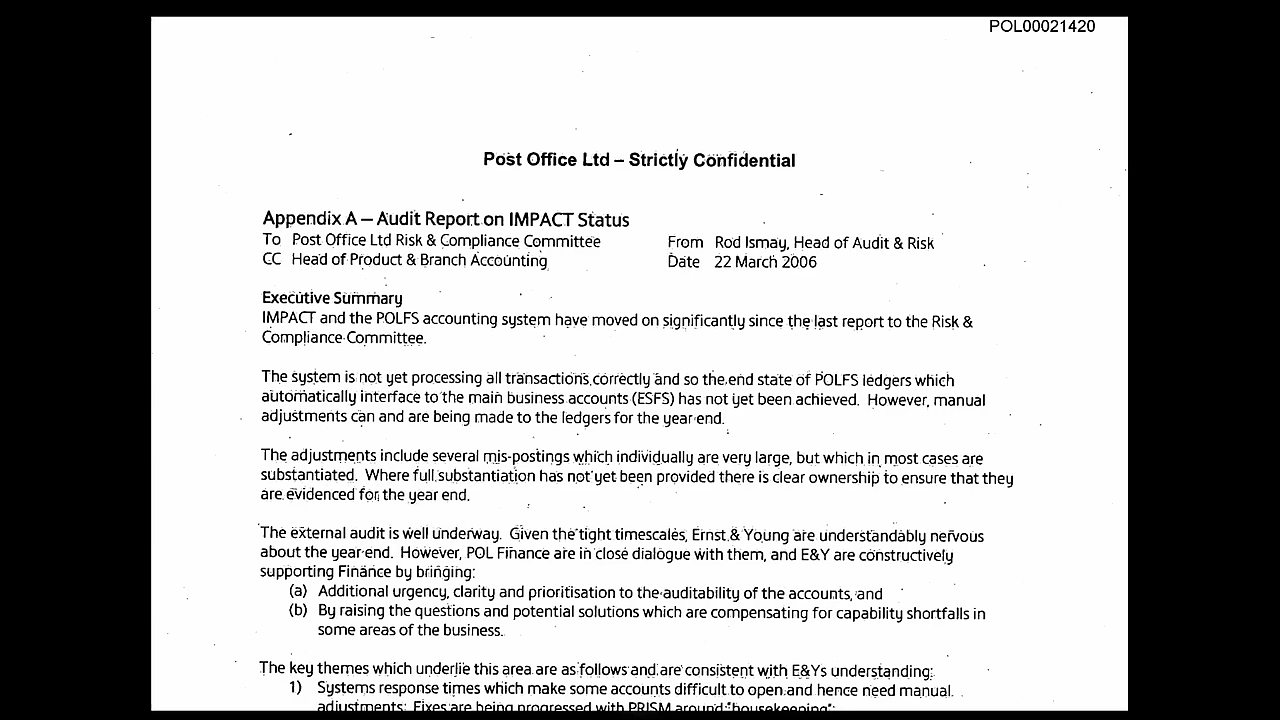 POL00021420
Post Office Ltd – Strictly Confidential
Appendix A – Audit Report on IMPACT Status
To Post Office Ltd Risk & Compliance Committee From Rod Ismay, Head of Audit & Risk
CC Head of Product & Branch Accounting Date 22 March 2006
Executive Summary
IMPACT and the POLFS accounting system have moved on significantly since the last report to the Risk &
Compliance Committee.
The system is not yet processing all transactions correctly and so the end state of POLFS ledgers which
automatically interface to the main business accounts (ESFS) has not yet been achieved. However, manual
adjustments can and are being made to the ledgers for the year end.
The adjustments include several mis-postings which individually are very large, but which in most cases are
substantiated. Where full substantiation has not yet been provided there is clear ownership to ensure that they
are evidenced for the year end.
The external audit is well underway. Given the tight timescales, Ernst & Young are understandably nervous
about the year end. However, POL Finance are in close dialogue with them, and E&Y are constructively
supporting Finance by bringing:
(a) Additional urgency, clarity and prioritisation to the auditability of the accounts, and
(b) By raising the questions and potential solutions which are compensating for capability shortfalls in
some areas of the business.
The key themes which underlie this area are as follows and are consistent with E&Ys understanding:
1) Systems response times which make some accounts difficult to open and hence need manual
adjustments: Fixes are being progressed with PRISM around "housekeeping":